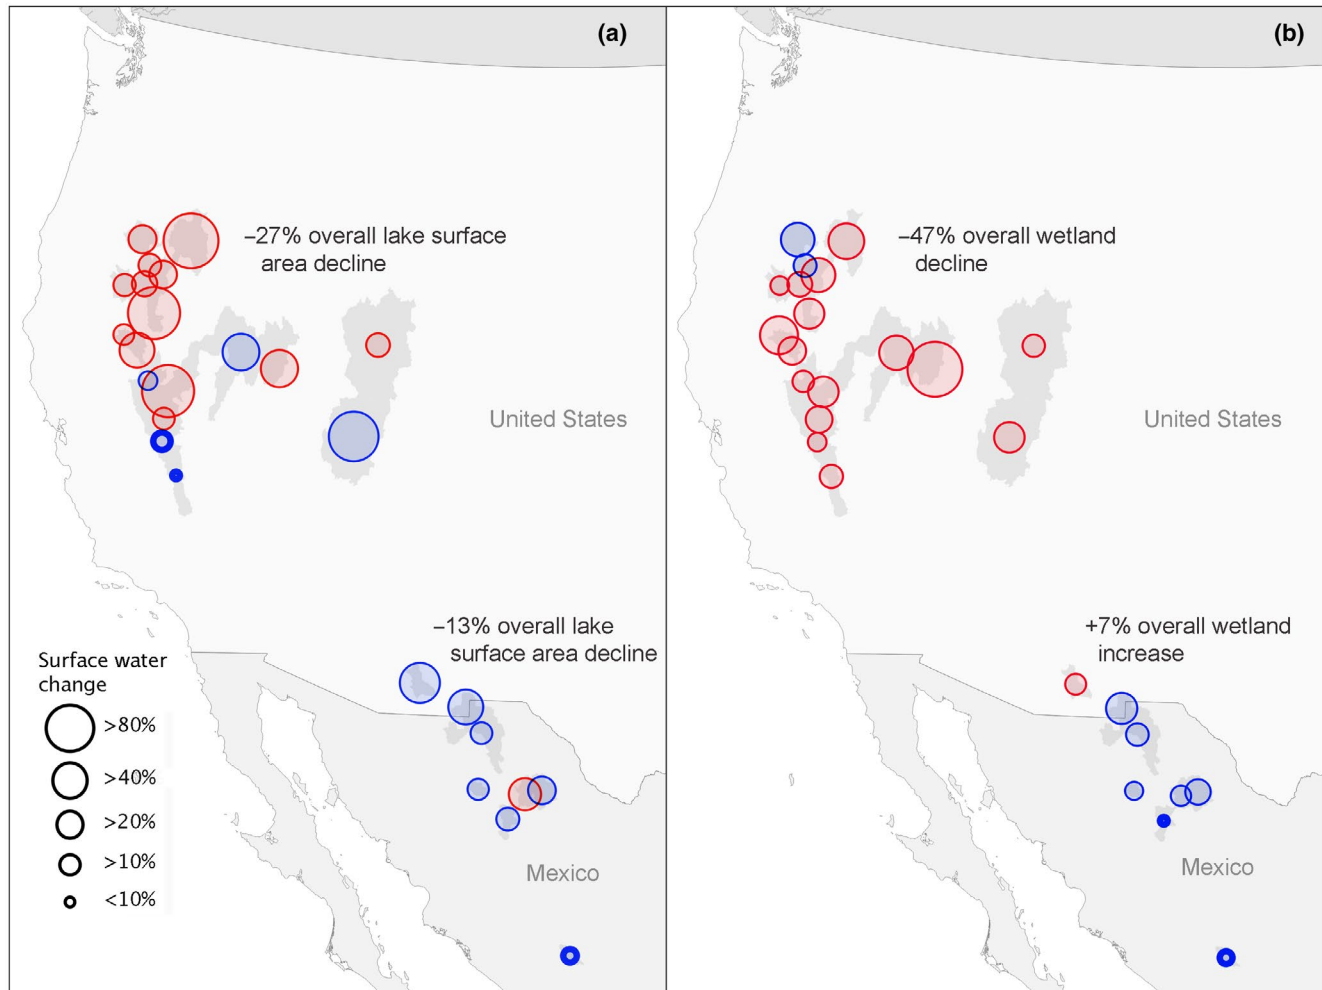 (a)
–27% overall lake surface
area decline
United States
–13% overall lake
surface area decline
Surface water
change
>80%
>40%
>20%
>10%
<10%
Mexico
(b)
–47% overall wetland
decline
United States
+7% overall wetland
increase
Mexico